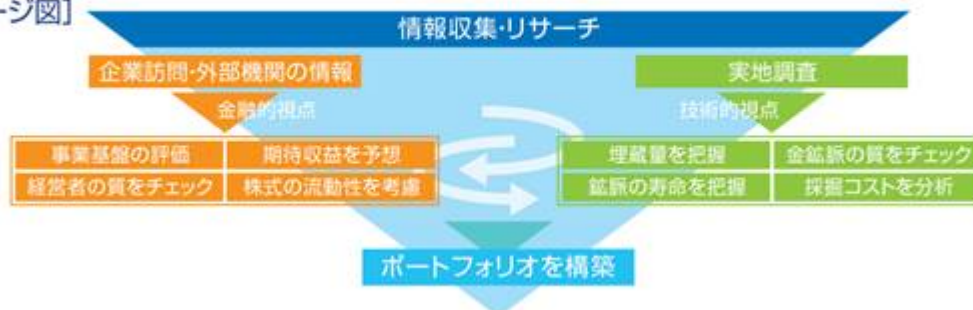 ージ図]
情報収集･リサーチ
企業訪問･外部機関の情報
実地調査
金融的視点
技術的視点
事業基盤の評価
期待収益を予想
経営者の質をチェック
株式の流動性を考慮
埋蔵量を把握
金鉱脈の質をチェック
鉱脈の寿命を把握
採掘コストを分析
ポートフォリオを構築